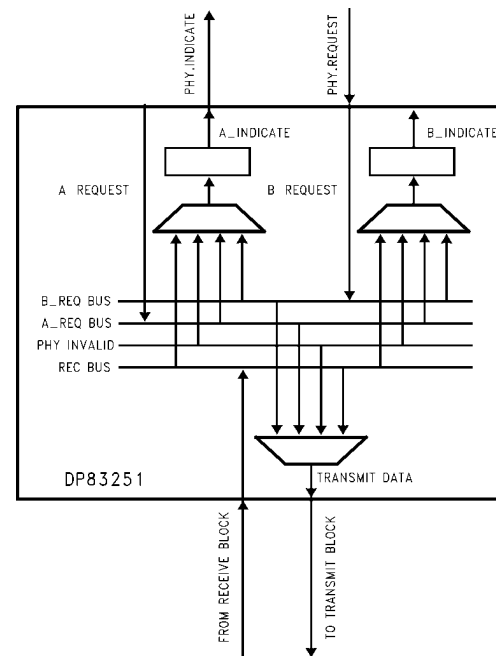 PHY_INDICATE
PHY_REQUEST
A_INDICATE
B_INDICATE
A REQUEST
B REQUEST
B_REQ BUS
A_REQ BUS
PHY INVALID
REC BUS
DP83251
TRANSMIT DATA
FROM RECEIVE BLOCK
TO TRANSMIT BLOCK